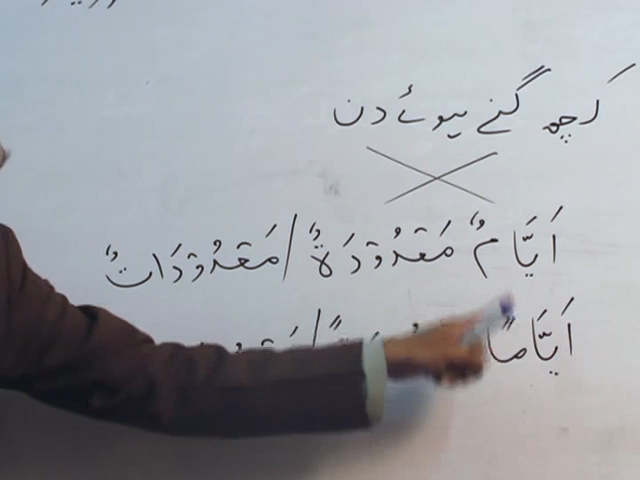 کچھ گنے ہوئے دن
اَیَّامٌ مَعْدُوْدَةٌ / مَعْدُوْدَاتٌ
اَیَّامًا /